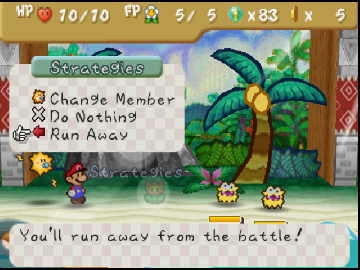 HP 10 / 10 FP 5 / 5 x83 x 5
Strategies
Change Member
Do Nothing
Run Away
Strategies
You'll run away from the battle!